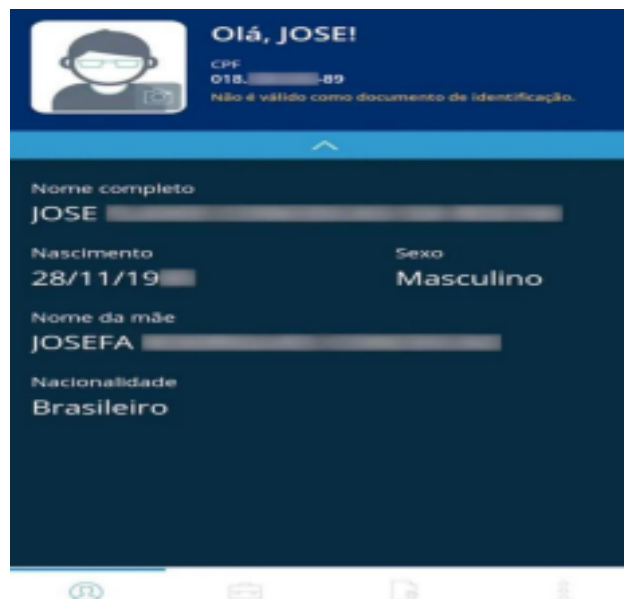 Olá, JOSE!
CPF
018. -89
Não é válido como documento de identificação.
Nome completo
JOSE
Nascimento
28/11/19
Sexo
Masculino
Nome da mãe
JOSEFA
Nacionalidade
Brasileiro